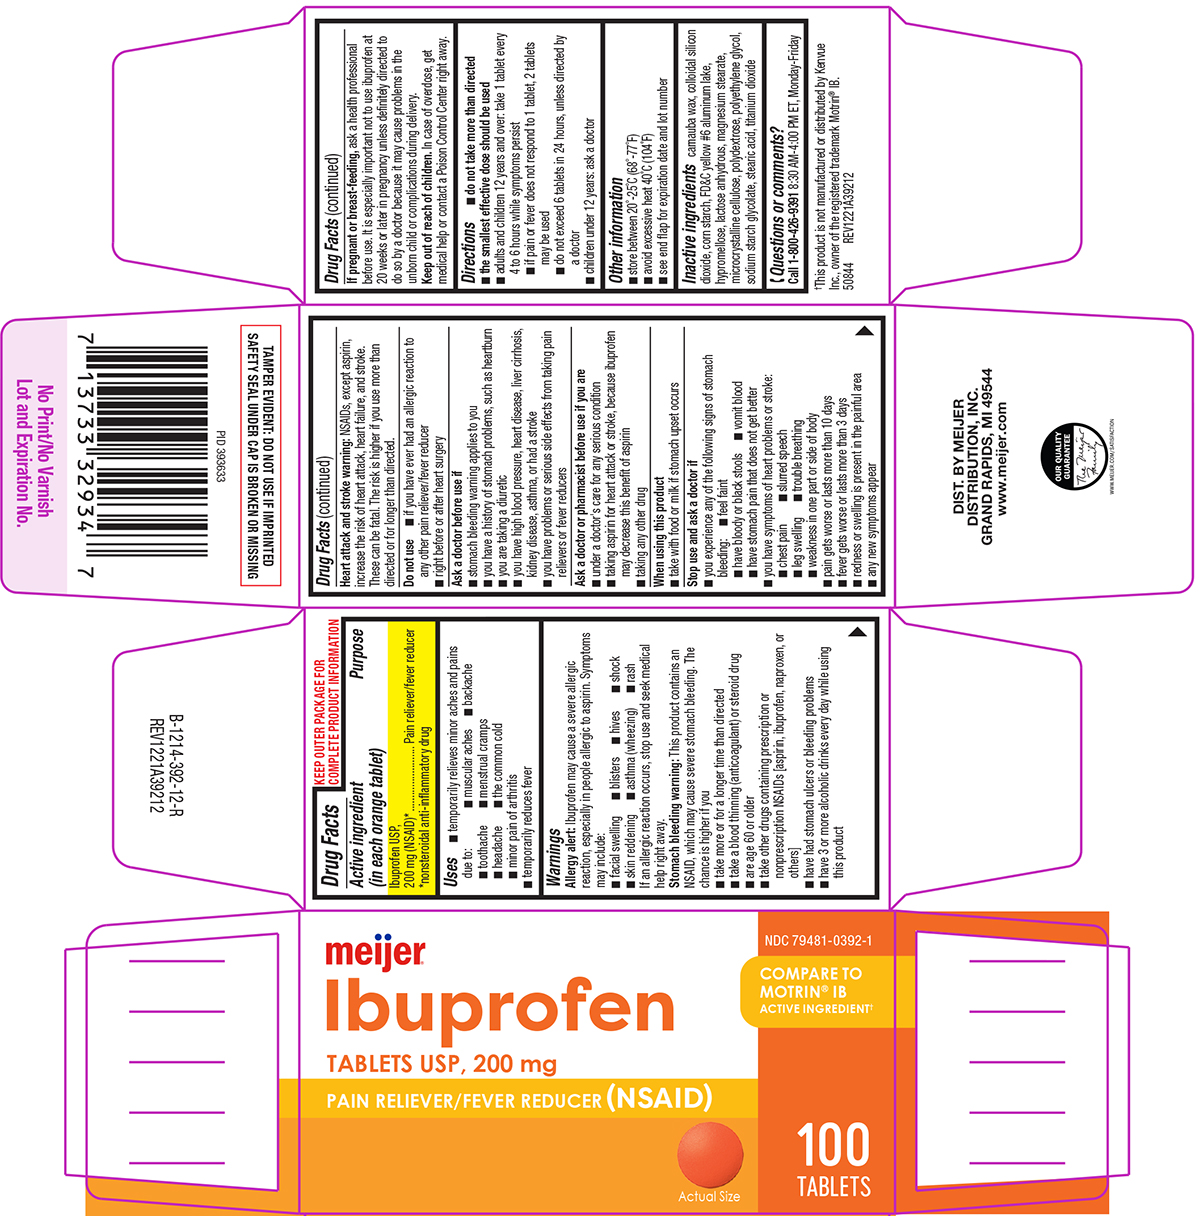 meijer®
Ibuprofen
TABLETS USP, 200 mg
PAIN RELIEVER/FEVER REDUCER (NSAID)
Actual Size
NDC 79481-0392-1
COMPARE TO
MOTRIN® IB
ACTIVE INGREDIENT†
100
TABLETS
KEEP OUTER PACKAGE FOR
COMPLETE PRODUCT INFORMATION
Drug Facts
Active ingredient Purpose
(in each orange tablet)
Ibuprofen USP,
200 mg (NSAID)* ........................ Pain reliever/fever reducer
*nonsteroidal anti-inflammatory drug
Uses ■ temporarily relieves minor aches and pains
due to: ■ muscular aches ■ backache
■ toothache ■ menstrual cramps
■ headache ■ the common cold
■ minor pain of arthritis
■ temporarily reduces fever
Warnings
Allergy alert: Ibuprofen may cause a severe allergic
reaction, especially in people allergic to aspirin. Symptoms
may include:
■ facial swelling ■ blisters ■ hives ■ shock
■ skin reddening ■ asthma (wheezing) ■ rash
If an allergic reaction occurs, stop use and seek medical
help right away.
Stomach bleeding warning: This product contains an
NSAID, which may cause severe stomach bleeding. The
chance is higher if you
■ take more or for a longer time than directed
■ take a blood thinning (anticoagulant) or steroid drug
■ are age 60 or older
■ take other drugs containing prescription or
nonprescription NSAIDs [aspirin, ibuprofen, naproxen, or
others]
■ have had stomach ulcers or bleeding problems
■ have 3 or more alcoholic drinks every day while using
this product
B-1214-392-12-R
REV1221A39212
Drug Facts (continued)
Heart attack and stroke warning: NSAIDs, except aspirin,
increase the risk of heart attack, heart failure, and stroke.
These can be fatal. The risk is higher if you use more than
directed or for longer than directed.
Do not use ■ if you have ever had an allergic reaction to
any other pain reliever/fever reducer
■ right before or after heart surgery
Ask a doctor before use if
■ stomach bleeding warning applies to you
■ you have a history of stomach problems, such as heartburn
■ you are taking a diuretic
■ you have high blood pressure, heart disease, liver cirrhosis,
kidney disease, asthma, or had a stroke
■ you have problems or serious side effects from taking pain
relievers or fever reducers
Ask a doctor or pharmacist before use if you are
■ under a doctor's care for any serious condition
■ taking aspirin for heart attack or stroke, because ibuprofen
may decrease this benefit of aspirin
■ taking any other drug
When using this product
■ take with food or milk if stomach upset occurs
Stop use and ask a doctor if
■ you experience any of the following signs of stomach
bleeding: ■ feel faint
■ have bloody or black stools ■ vomit blood
■ have stomach pain that does not get better
■ you have symptoms of heart problems or stroke:
■ chest pain ■ slurred speech
■ leg swelling ■ trouble breathing
■ weakness in one part or side of body
■ pain gets worse or lasts more than 10 days
■ fever gets worse or lasts more than 3 days
■ redness or swelling is present in the painful area
■ any new symptoms appear
TAMPER EVIDENT: DO NOT USE IF IMPRINTED
SAFETY SEAL UNDER CAP IS BROKEN OR MISSING
PID 393633
7 13733 32934 7
No Print/No Varnish
Lot and Expiration No.
DIST. BY MEIJER
DISTRIBUTION, INC.
GRAND RAPIDS, MI 49544
www.meijer.com
OUR QUALITY
GUARANTEE
The Meijer
Family
WWW.MEIJER.COM/SATISFACTION
Drug Facts (continued)
If pregnant or breast-feeding, ask a health professional
before use. It is especially important not to use ibuprofen at
20 weeks or later in pregnancy unless definitely directed to
do so by a doctor because it may cause problems in the
unborn child or complications during delivery.
Keep out of reach of children. In case of overdose, get
medical help or contact a Poison Control Center right away.
Directions ■ do not take more than directed
■ the smallest effective dose should be used
■ adults and children 12 years and over: take 1 tablet every
4 to 6 hours while symptoms persist
■ if pain or fever does not respond to 1 tablet, 2 tablets
may be used
■ do not exceed 6 tablets in 24 hours, unless directed by
a doctor
■ children under 12 years: ask a doctor
Other information
■ store between 20°-25°C (68°-77°F)
■ avoid excessive heat 40°C (104°F)
■ see end flap for expiration date and lot number
Inactive ingredients carnauba wax, colloidal silicon
dioxide, corn starch, FD&C yellow #6 aluminum lake,
hypromellose, lactose anhydrous, magnesium stearate,
microcrystalline cellulose, polydextrose, polyethylene glycol,
sodium starch glycolate, stearic acid, titanium dioxide
Questions or comments?
Call 1-800-426-9391 8:30 AM-4:00 PM ET, Monday-Friday
†This product is not manufactured or distributed by Kenvue
Inc., owner of the registered trademark Motrin® IB.
50844 REV1221A39212